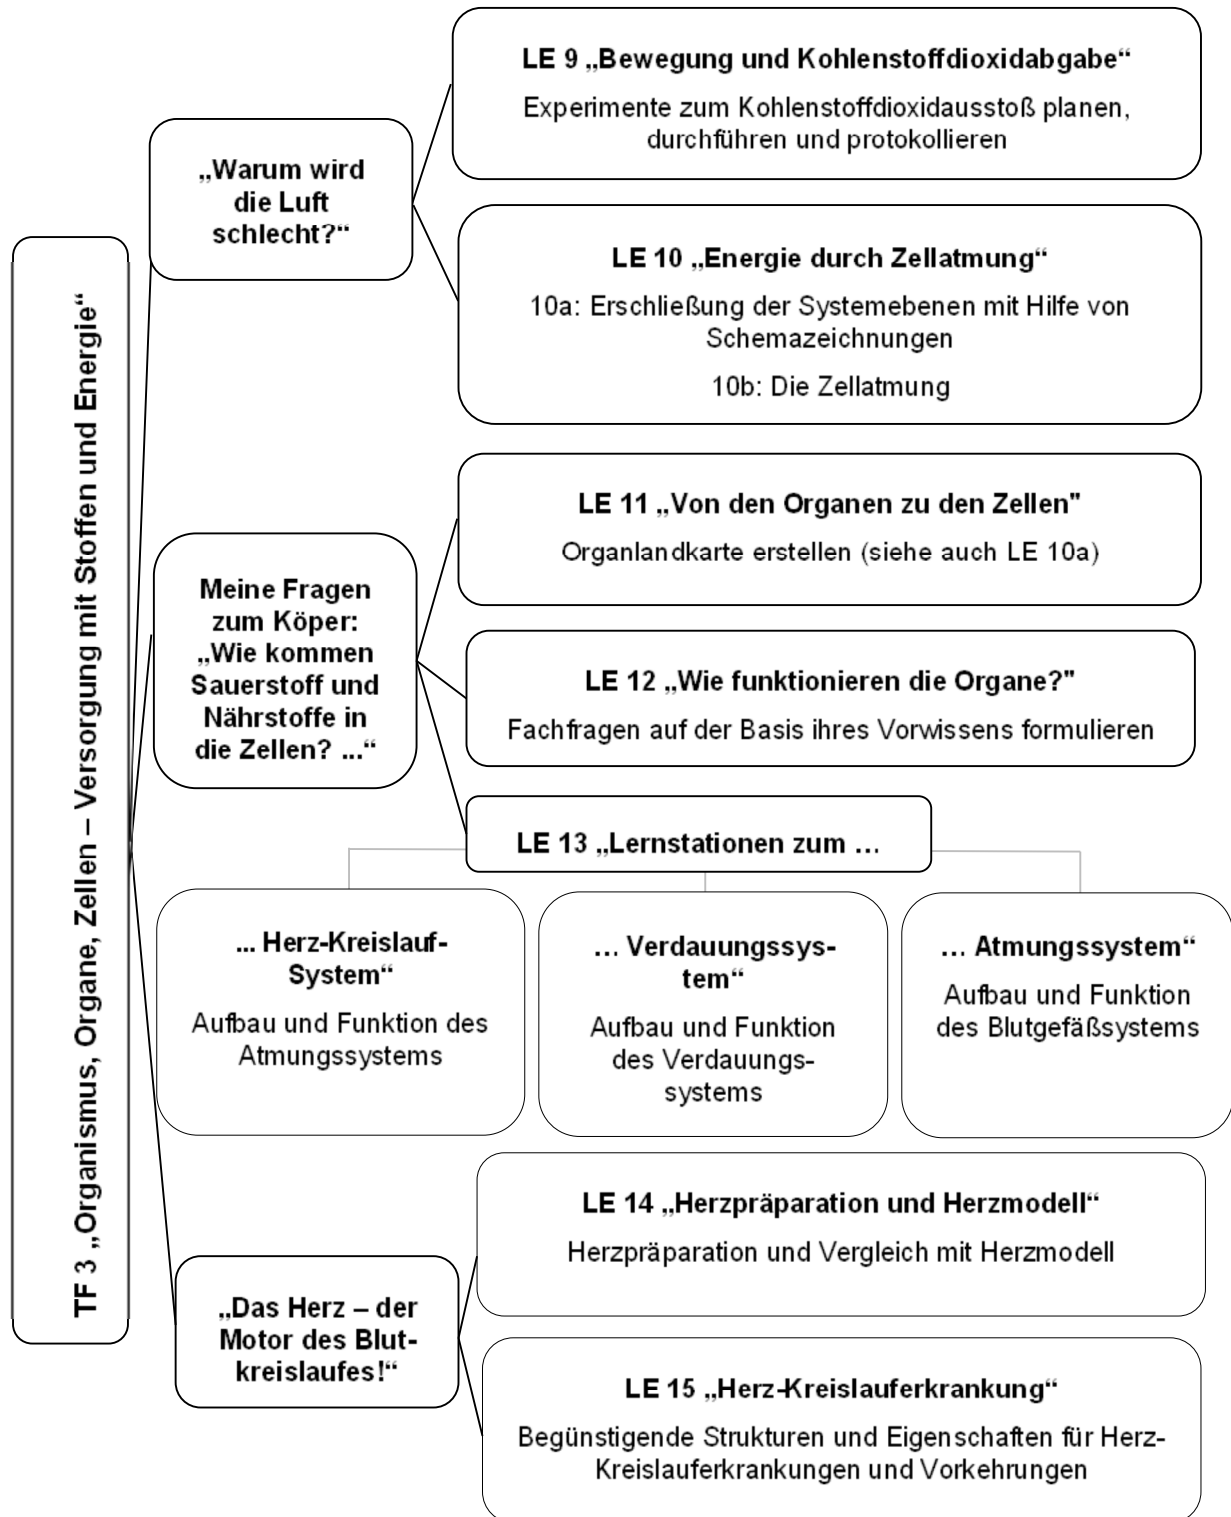 TF 3 „Organismus, Organe, Zellen – Versorgung mit Stoffen und Energie“
„Warum wird
die Luft
schlecht?“
LE 9 „Bewegung und Kohlenstoffdioxidabgabe“
Experimente zum Kohlenstoffdioxidausstoß planen,
durchführen und protokollieren
LE 10 „Energie durch Zellatmung“
10a: Erschließung der Systemebenen mit Hilfe von
Schemazeichnungen
10b: Die Zellatmung
Meine Fragen
zum Köper:
„Wie kommen
Sauerstoff und
Nährstoffe in
die Zellen? ...“
LE 11 „Von den Organen zu den Zellen"
Organlandkarte erstellen (siehe auch LE 10a)
LE 12 „Wie funktionieren die Organe?"
Fachfragen auf der Basis ihres Vorwissens formulieren
LE 13 „Lernstationen zum …
... Herz-Kreislauf-
System“
Aufbau und Funktion des
Atmungssystems
… Verdauungssys-
tem“
Aufbau und Funktion
des Verdauungs-
systems
… Atmungssystem“
Aufbau und Funktion
des Blutgefäßsystems
„Das Herz – der
Motor des Blut-
kreislaufes!“
LE 14 „Herzpräparation und Herzmodell“
Herzpräparation und Vergleich mit Herzmodell
LE 15 „Herz-Kreislauferkrankung“
Begünstigende Strukturen und Eigenschaften für Herz-
Kreislauferkrankungen und Vorkehrungen